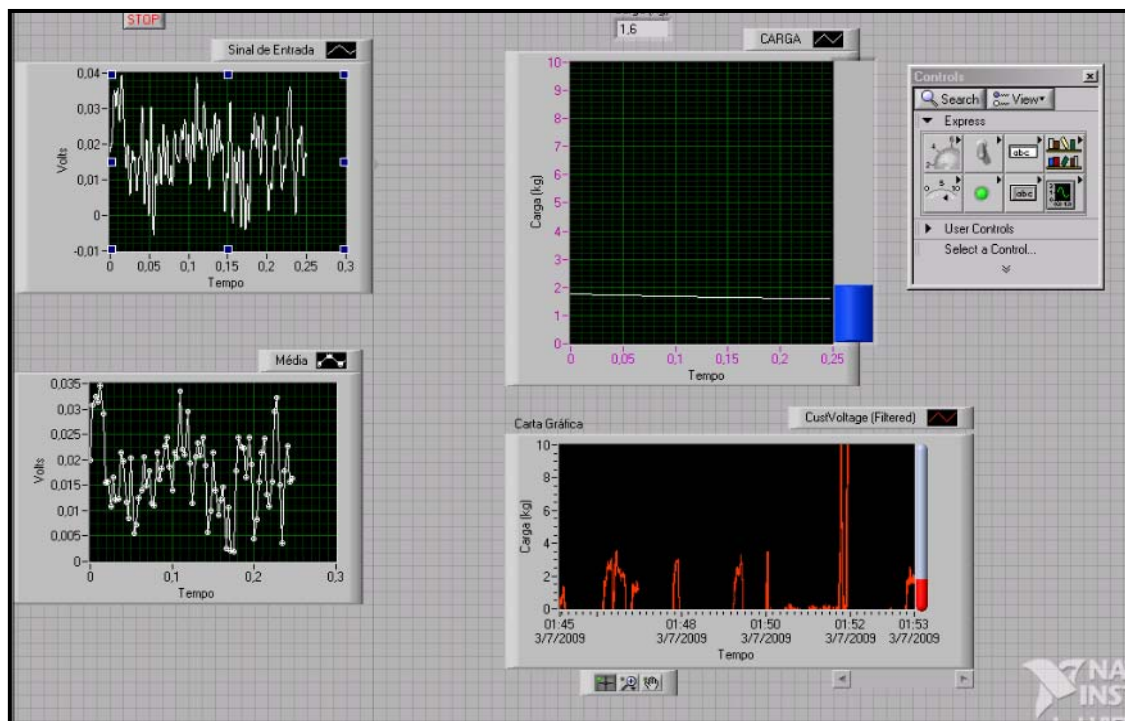 STOP
Sinal de Entrada
0,04
0,03
0,02
0,01
0
-0,01
Volts
0 0,05 0,1 0,15 0,2 0,25 0,3
Tempo
Média
0,035
0,03
0,025
0,02
0,015
0,01
0,005
0
Volts
0 0,1 0,2 0,3
Tempo
1,6
CARGA
10
9
8
7
6
5
4
3
2
1
0
Carga (kg)
0 0,05 0,1 0,15 0,2 0,25
Tempo
Carta Gráfica
CustVoltage (Filtered)
10
8
6
4
2
0
Carga (kg)
01:45 01:48 01:50 01:52 01:53
3/7/2009 3/7/2009 3/7/2009 3/7/2009 3/7/2009
Tempo
Controls
Search View
Express
abc
abc
User Controls
Select a Control...
NA
INS